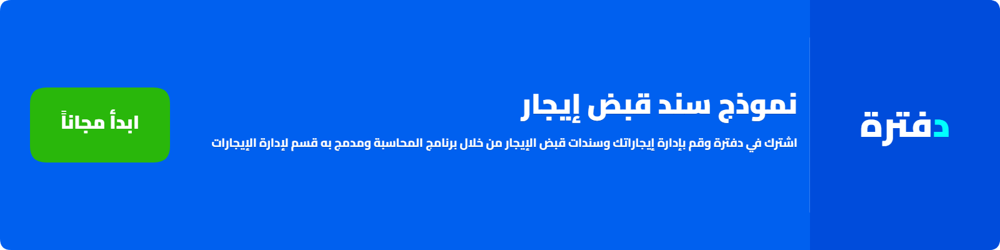 دفترة
نموذج سند قبض إيجار
اشترك في دفترة وقم بإدارة إيجاراتك وسندات قبض الإيجار من خلال برنامج المحاسبة ومدمج به قسم لإدارة الإيجارات
ابدأ مجاناً